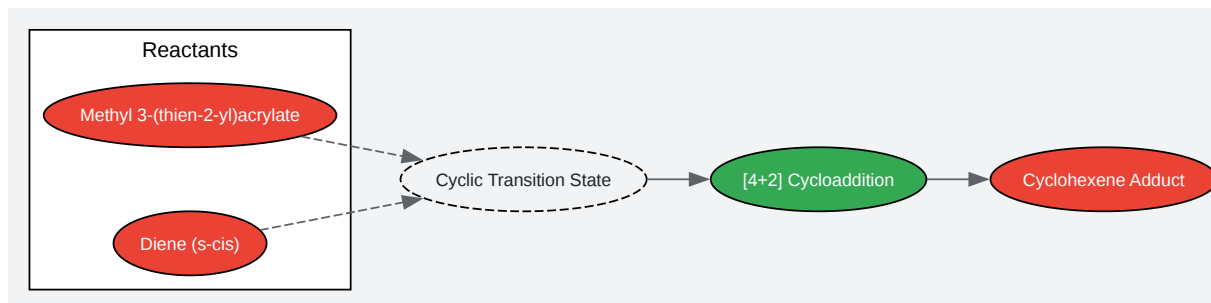 Reactants
Methyl 3-(thien-2-yl)acrylate
Diene (s-cis)
Cyclic Transition State
[4+2] Cycloaddition
Cyclohexene Adduct